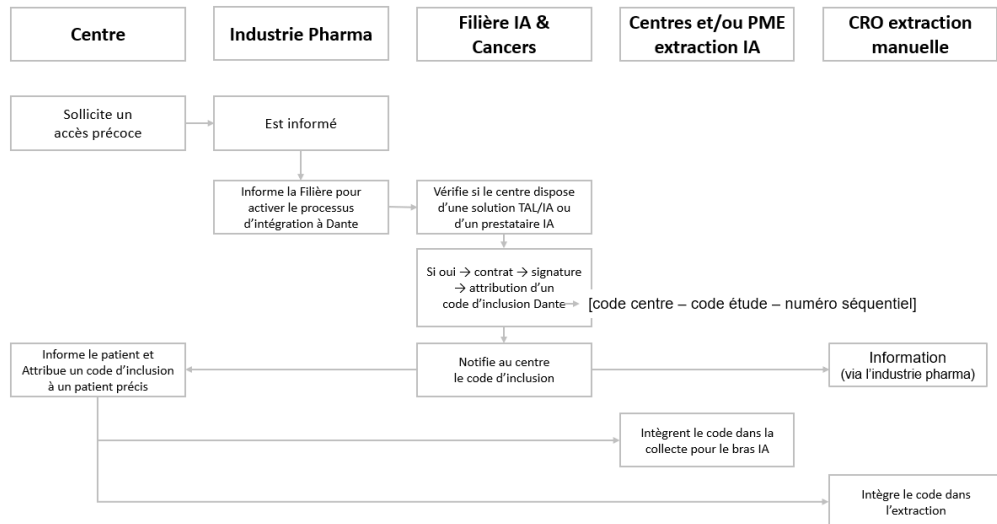 Centre
Industrie Pharma
Filière IA &
Cancers
Centres et/ou PME
extraction IA
CRO extraction
manuelle
Sollicite un
accès précoce
Est informé
Informe la Filière pour
activer le processus
d'intégration à Dante
Vérifie si le centre dispose
d'une solution TAL/IA ou
d'un prestataire IA
Si oui → contrat → signature
→ attribution d'un
code d'inclusion Dante
[code centre – code étude – numéro séquentiel]
Informe le patient et
Attribue un code d'inclusion
à un patient précis
Notifie au centre
le code d'inclusion
Information
(via l'industrie pharma)
Intègrent le code dans la
collecte pour le bras IA
Intègre le code dans
l'extraction